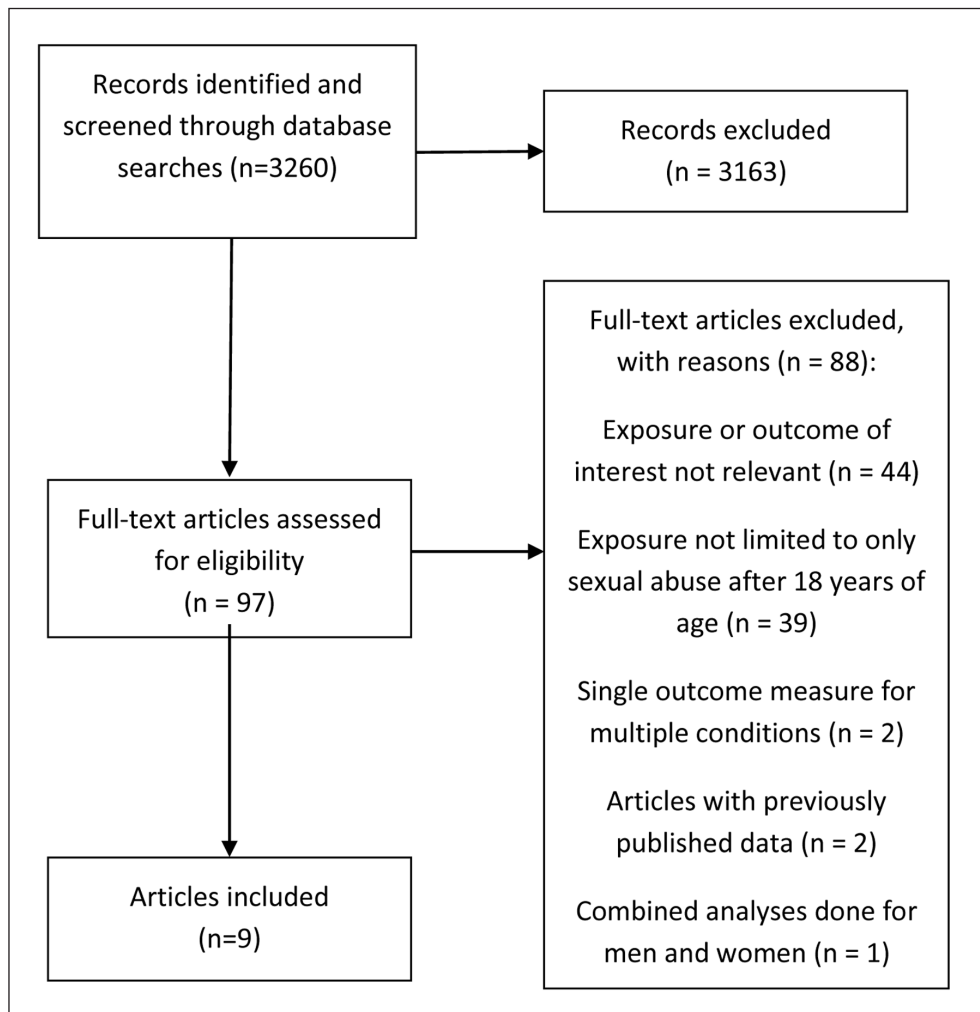 Records identified and
screened through database
searches (n=3260)
Records excluded
(n = 3163)
Full-text articles assessed
for eligibility
(n = 97)
Full-text articles excluded,
with reasons (n = 88):
Exposure or outcome of
interest not relevant (n = 44)
Exposure not limited to only
sexual abuse after 18 years of
age (n = 39)
Single outcome measure for
multiple conditions (n = 2)
Articles with previously
published data (n = 2)
Combined analyses done for
men and women (n = 1)
Articles included
(n=9)